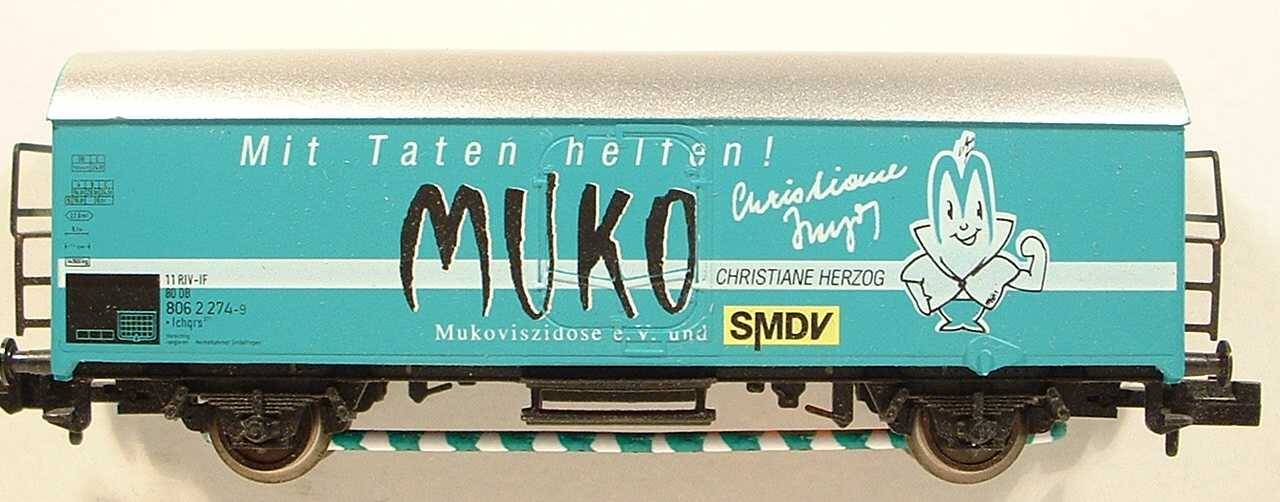 Mit Taten helfen!
MUKO
Christiane
Herzog
CHRISTIANE HERZOG
11 RIV-IF
80 DB
806 2 274-9
Ichqrs
Mukoviszidose e.V. und
SMDV